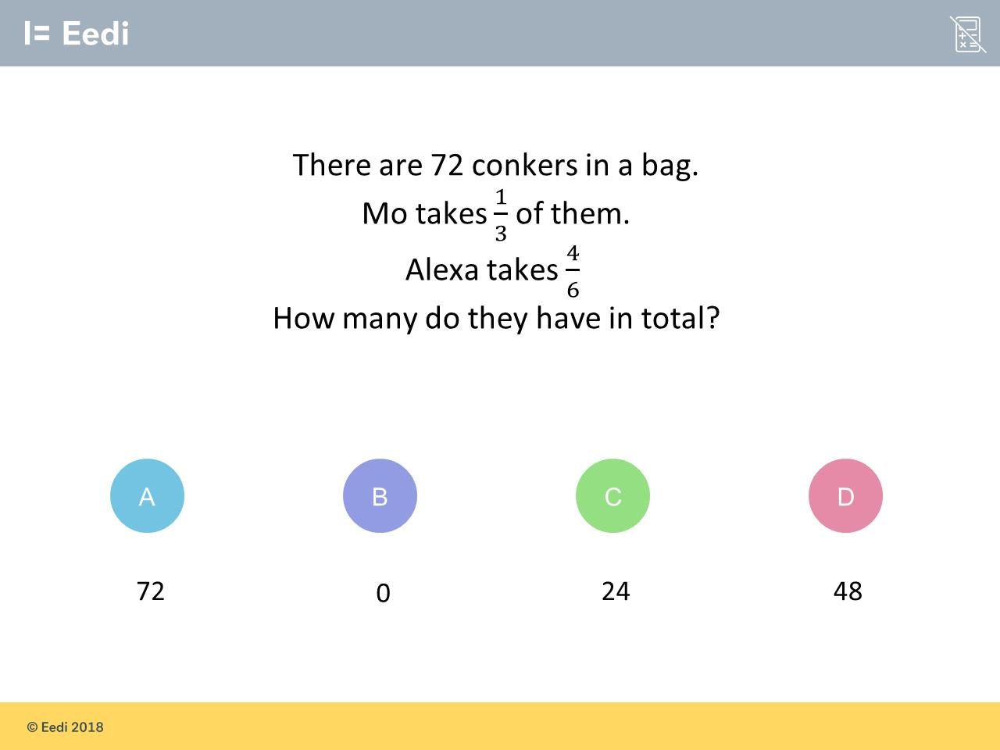 Eedi
There are 72 conkers in a bag.
Mo takes 1/3 of them.
Alexa takes 4/6
How many do they have in total?
A B C D
72 0 24 48
© Eedi 2018